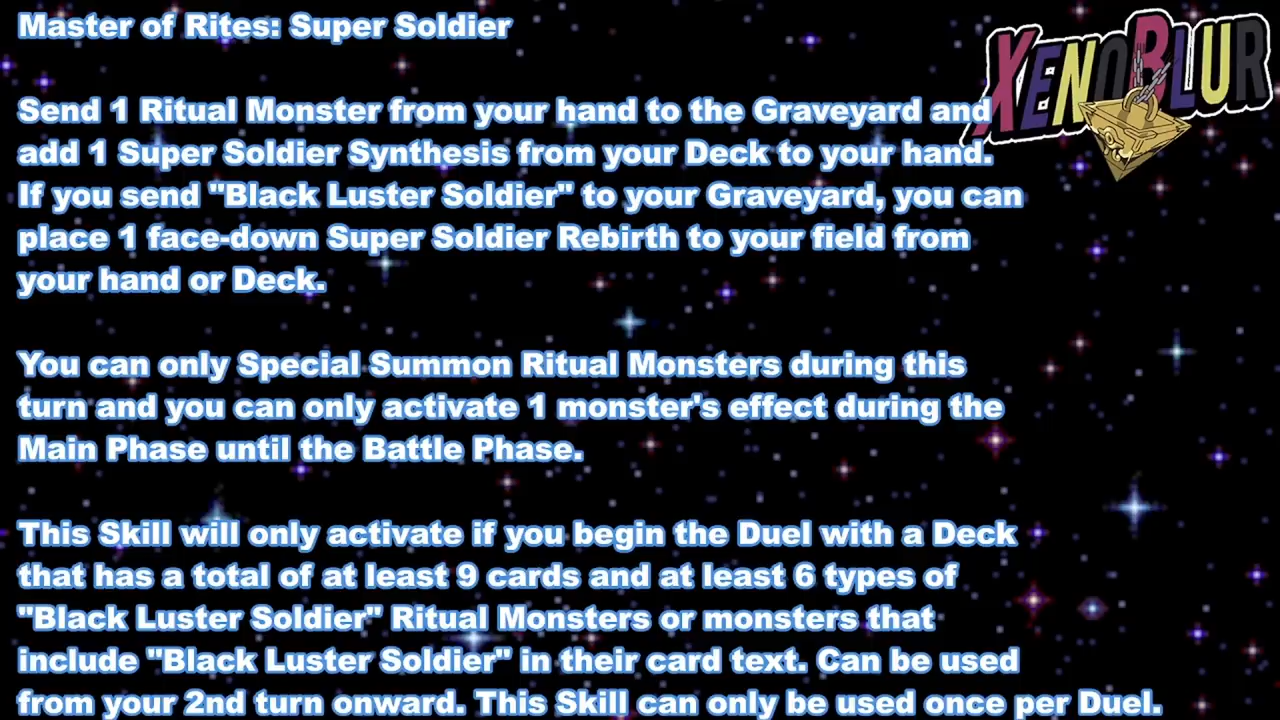 Master of Rites: Super Soldier
XENOBLUR
Send 1 Ritual Monster from your hand to the Graveyard and
add 1 Super Soldier Synthesis from your Deck to your hand.
If you send "Black Luster Soldier" to your Graveyard, you can
place 1 face-down Super Soldier Rebirth to your field from
your hand or Deck.
You can only Special Summon Ritual Monsters during this
turn and you can only activate 1 monster's effect during the
Main Phase until the Battle Phase.
This Skill will only activate if you begin the Duel with a Deck
that has a total of at least 9 cards and at least 6 types of
"Black Luster Soldier" Ritual Monsters or monsters that
include "Black Luster Soldier" in their card text. Can be used
from your 2nd turn onward. This Skill can only be used once per Duel.